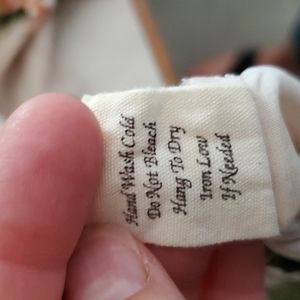 Hand Wash Cold
Do Not Bleach
Hang To Dry
Iron Low
If Needed